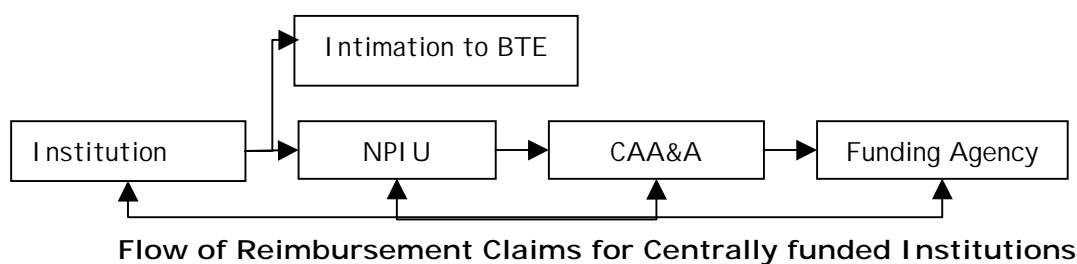 Intimation to BTE
Institution
NPIU
CAA&A
Funding Agency
Flow of Reimbursement Claims for Centrally funded Institutions